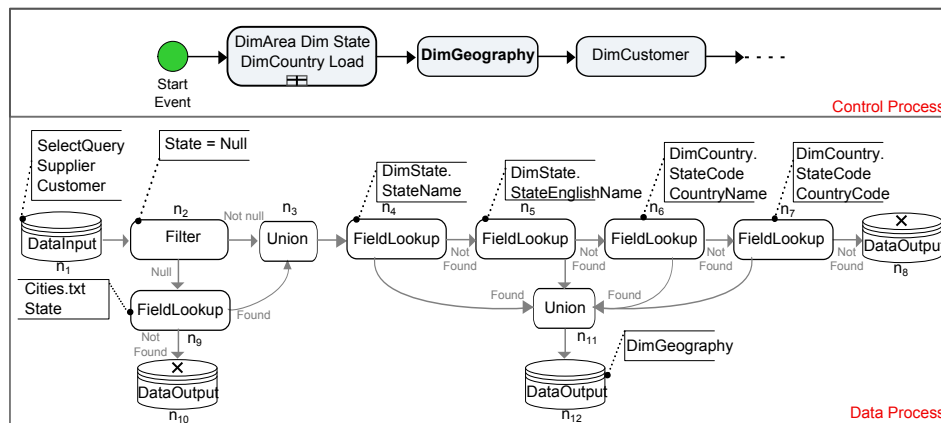 DimArea Dim State
DimCountry Load
DimGeography
DimCustomer
Start
Event
Control Process
SelectQuery
Supplier
Customer
State = Null
DimState.
StateName
DimState.
StateEnglishName
DimCountry.
StateCode
CountryName
DimCountry.
StateCode
CountryCode
DataInput
n1
n2
Filter
Not null
n3
Union
n4
FieldLookup
Not
Found
n5
FieldLookup
Not
Found
n6
FieldLookup
Not
Found
n7
FieldLookup
Not
Found
DataOutput
n8
Null
Cities.txt
State
FieldLookup
Found
n9
Not
Found
DataOutput
n10
Found
Found
Found
Union
n11
DimGeography
DataOutput
n12
Data Process